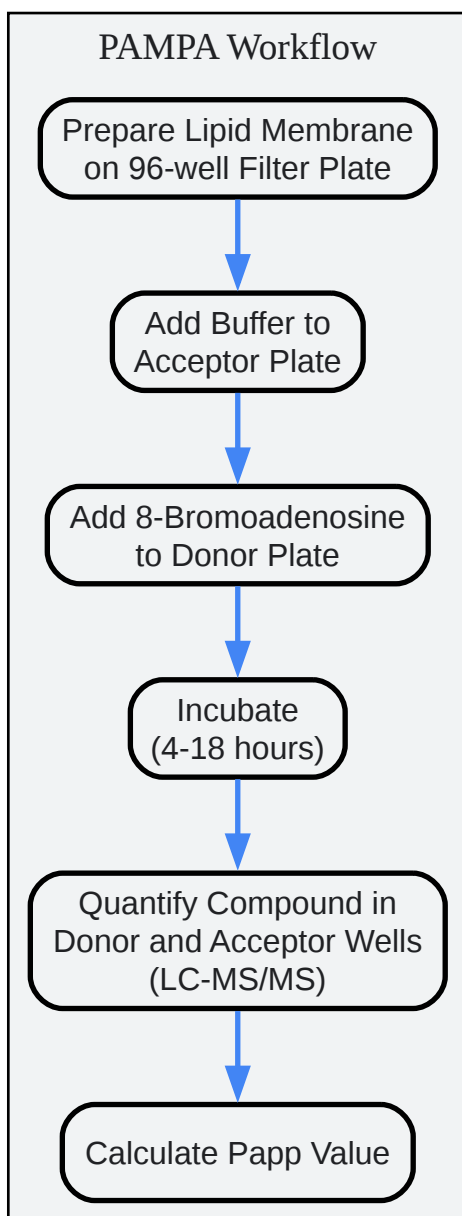 PAMPA Workflow
Prepare Lipid Membrane
on 96-well Filter Plate
Add Buffer to
Acceptor Plate
Add 8-Bromoadenosine
to Donor Plate
Incubate
(4-18 hours)
Quantify Compound in
Donor and Acceptor Wells
(LC-MS/MS)
Calculate Papp Value